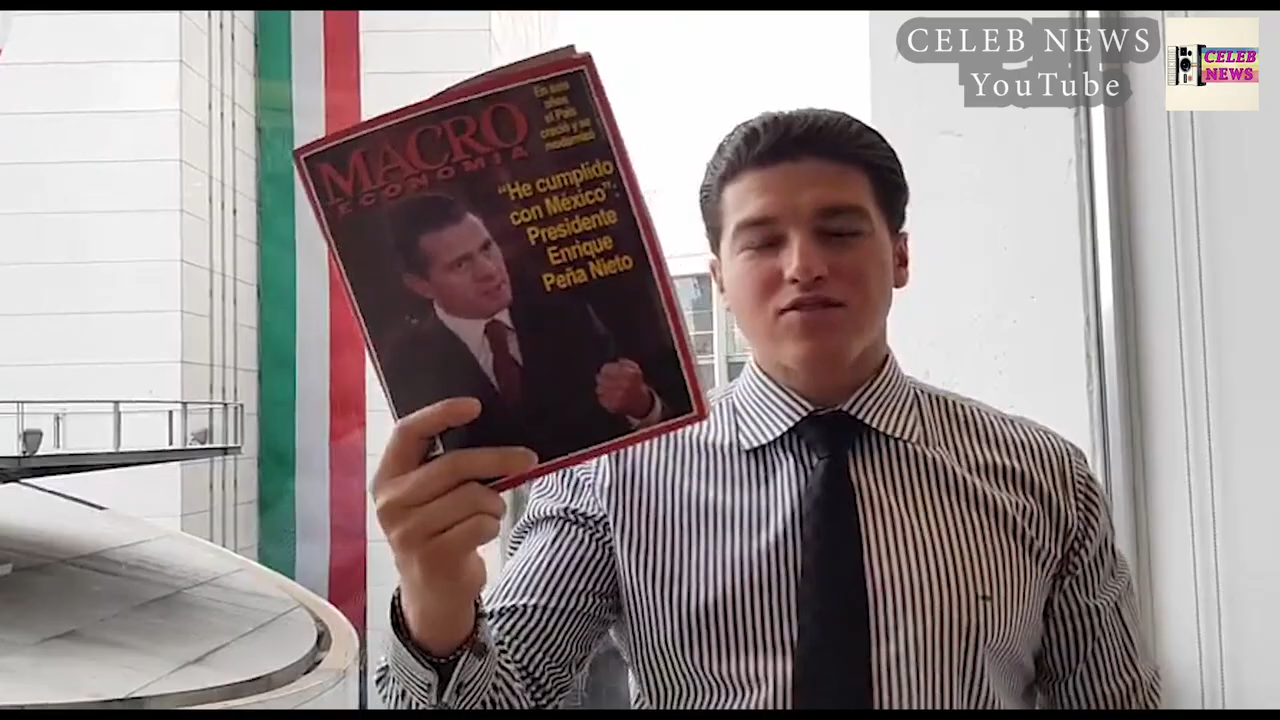 CELEB NEWS
YouTube
CELEB
NEWS
MACRO
ECONOMIA
En seis
años
el País
creció y se
modernizó
"He cumplido
con México":
Presidente
Enrique
Peña Nieto